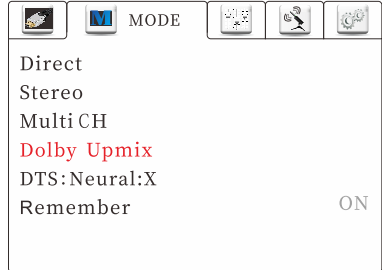 M MODE
Direct
Stereo
Multi CH
Dolby Upmix
DTS:Neural:X
Remember ON